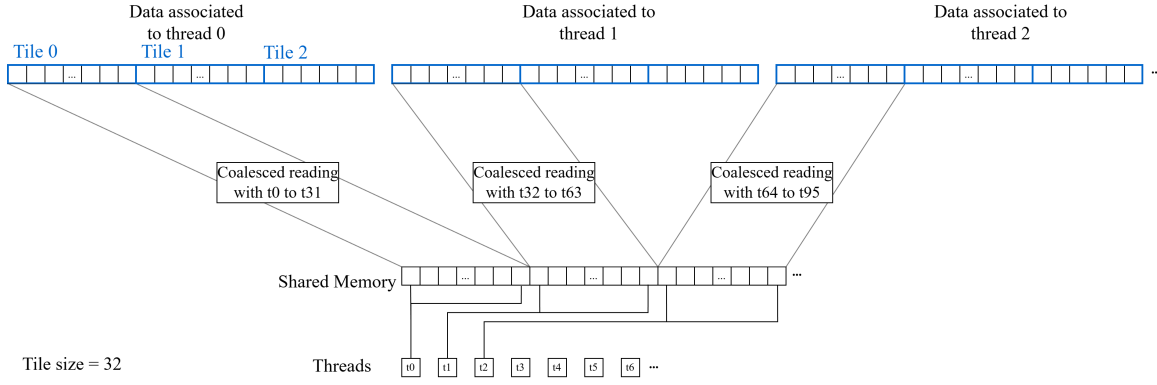 Data associated
to thread 0
Data associated to
thread 1
Data associated to
thread 2
Tile 0
Tile 1
Tile 2
... ... ... ... ... ... ...
Coalesced reading
with t0 to t31
Coalesced reading
with t32 to t63
Coalesced reading
with t64 to t95
Shared Memory
... ... ... ...
Tile size = 32
Threads
t0 t1 t2 t3 t4 t5 t6 ...